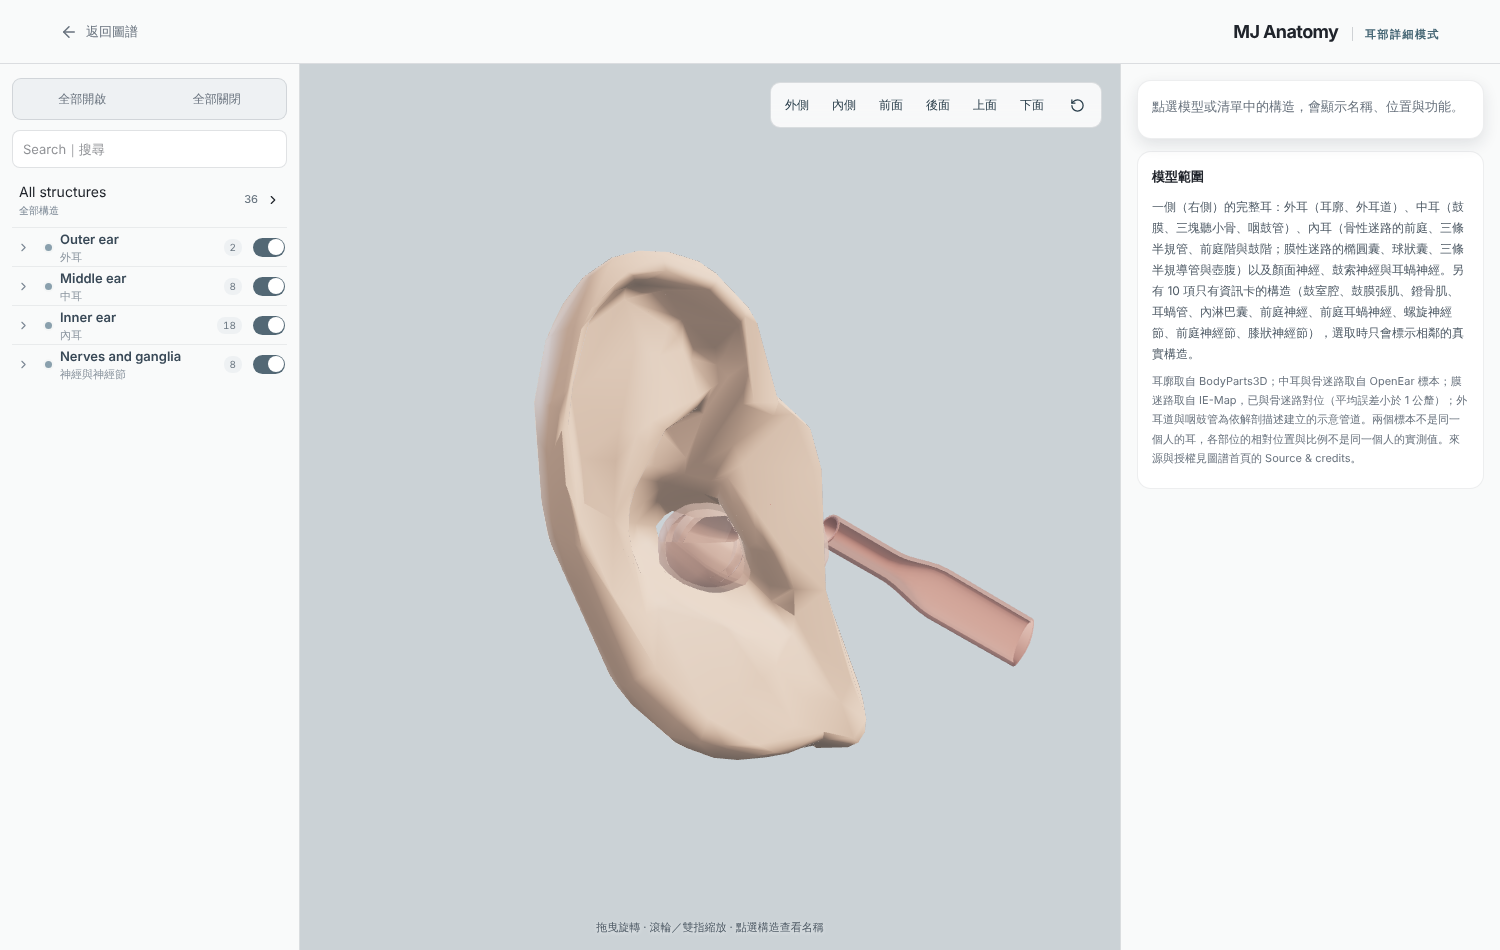 返回圖譜
MJ Anatomy
耳部詳細模式
全部開啟
全部關閉
Search | 搜尋
All structures
全部構造
36
Outer ear
外耳
2
Middle ear
中耳
8
Inner ear
內耳
18
Nerves and ganglia
神經與神經節
8
外側 內側 前面 後面 上面 下面
拖曳旋轉 · 滾輪／雙指縮放 · 點選構造查看名稱
點選模型或清單中的構造，會顯示名稱、位置與功能。
模型範圍
一側（右側）的完整耳：外耳（耳廓、外耳道）、中耳（鼓
膜、三塊聽小骨、咽鼓管）、內耳（骨性迷路的前庭、三條
半規管、前庭階與鼓階；膜性迷路的橢圓囊、球狀囊、三條
半規導管與壺腹）以及顏面神經、鼓索神經與耳蝸神經。另
有 10 項只有資訊卡的構造（鼓室腔、鼓膜張肌、鐙骨肌、
耳蝸管、內淋巴囊、前庭神經、前庭耳蝸神經、螺旋神經
節、前庭神經節、膝狀神經節），選取時只會標示相鄰的真
實構造。
耳廓取自 BodyParts3D；中耳與骨迷路取自 OpenEar 標本；膜
迷路取自 IE-Map，已與骨迷路對位（平均誤差小於 1 公釐）；外
耳道與咽鼓管為依解剖描述建立的示意管道。兩個標本不是同一
個人的耳，各部位的相對位置與比例不是同一個人的實測值。來
源與授權見圖譜首頁的 Source & credits。